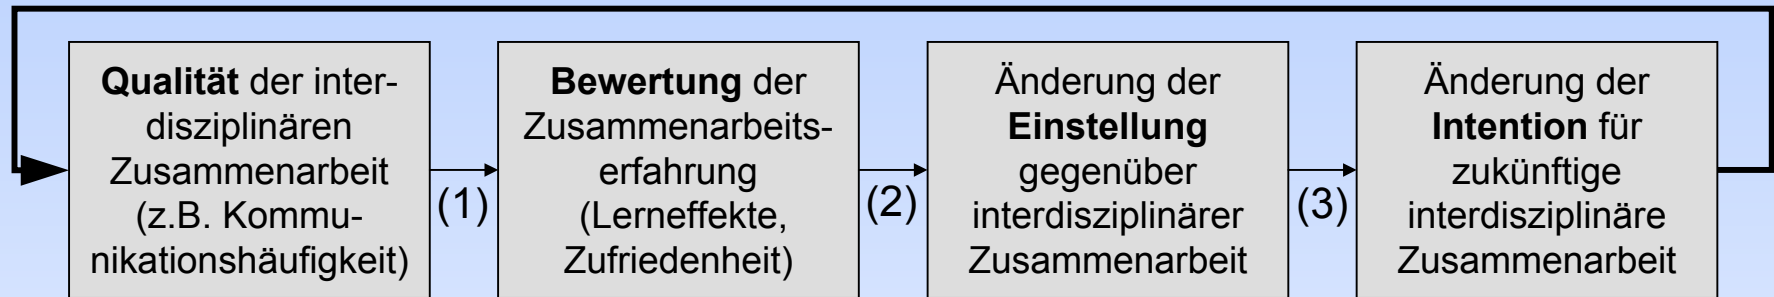 Qualität der inter-
disziplinären
Zusammenarbeit
(z.B. Kommu-
nikationshäufigkeit)
(1)
Bewertung der
Zusammenarbeits-
erfahrung
(Lerneffekte,
Zufriedenheit)
(2)
Änderung der
Einstellung
gegenüber
interdisziplinärer
Zusammenarbeit
(3)
Änderung der
Intention für
zukünftige
interdisziplinäre
Zusammenarbeit